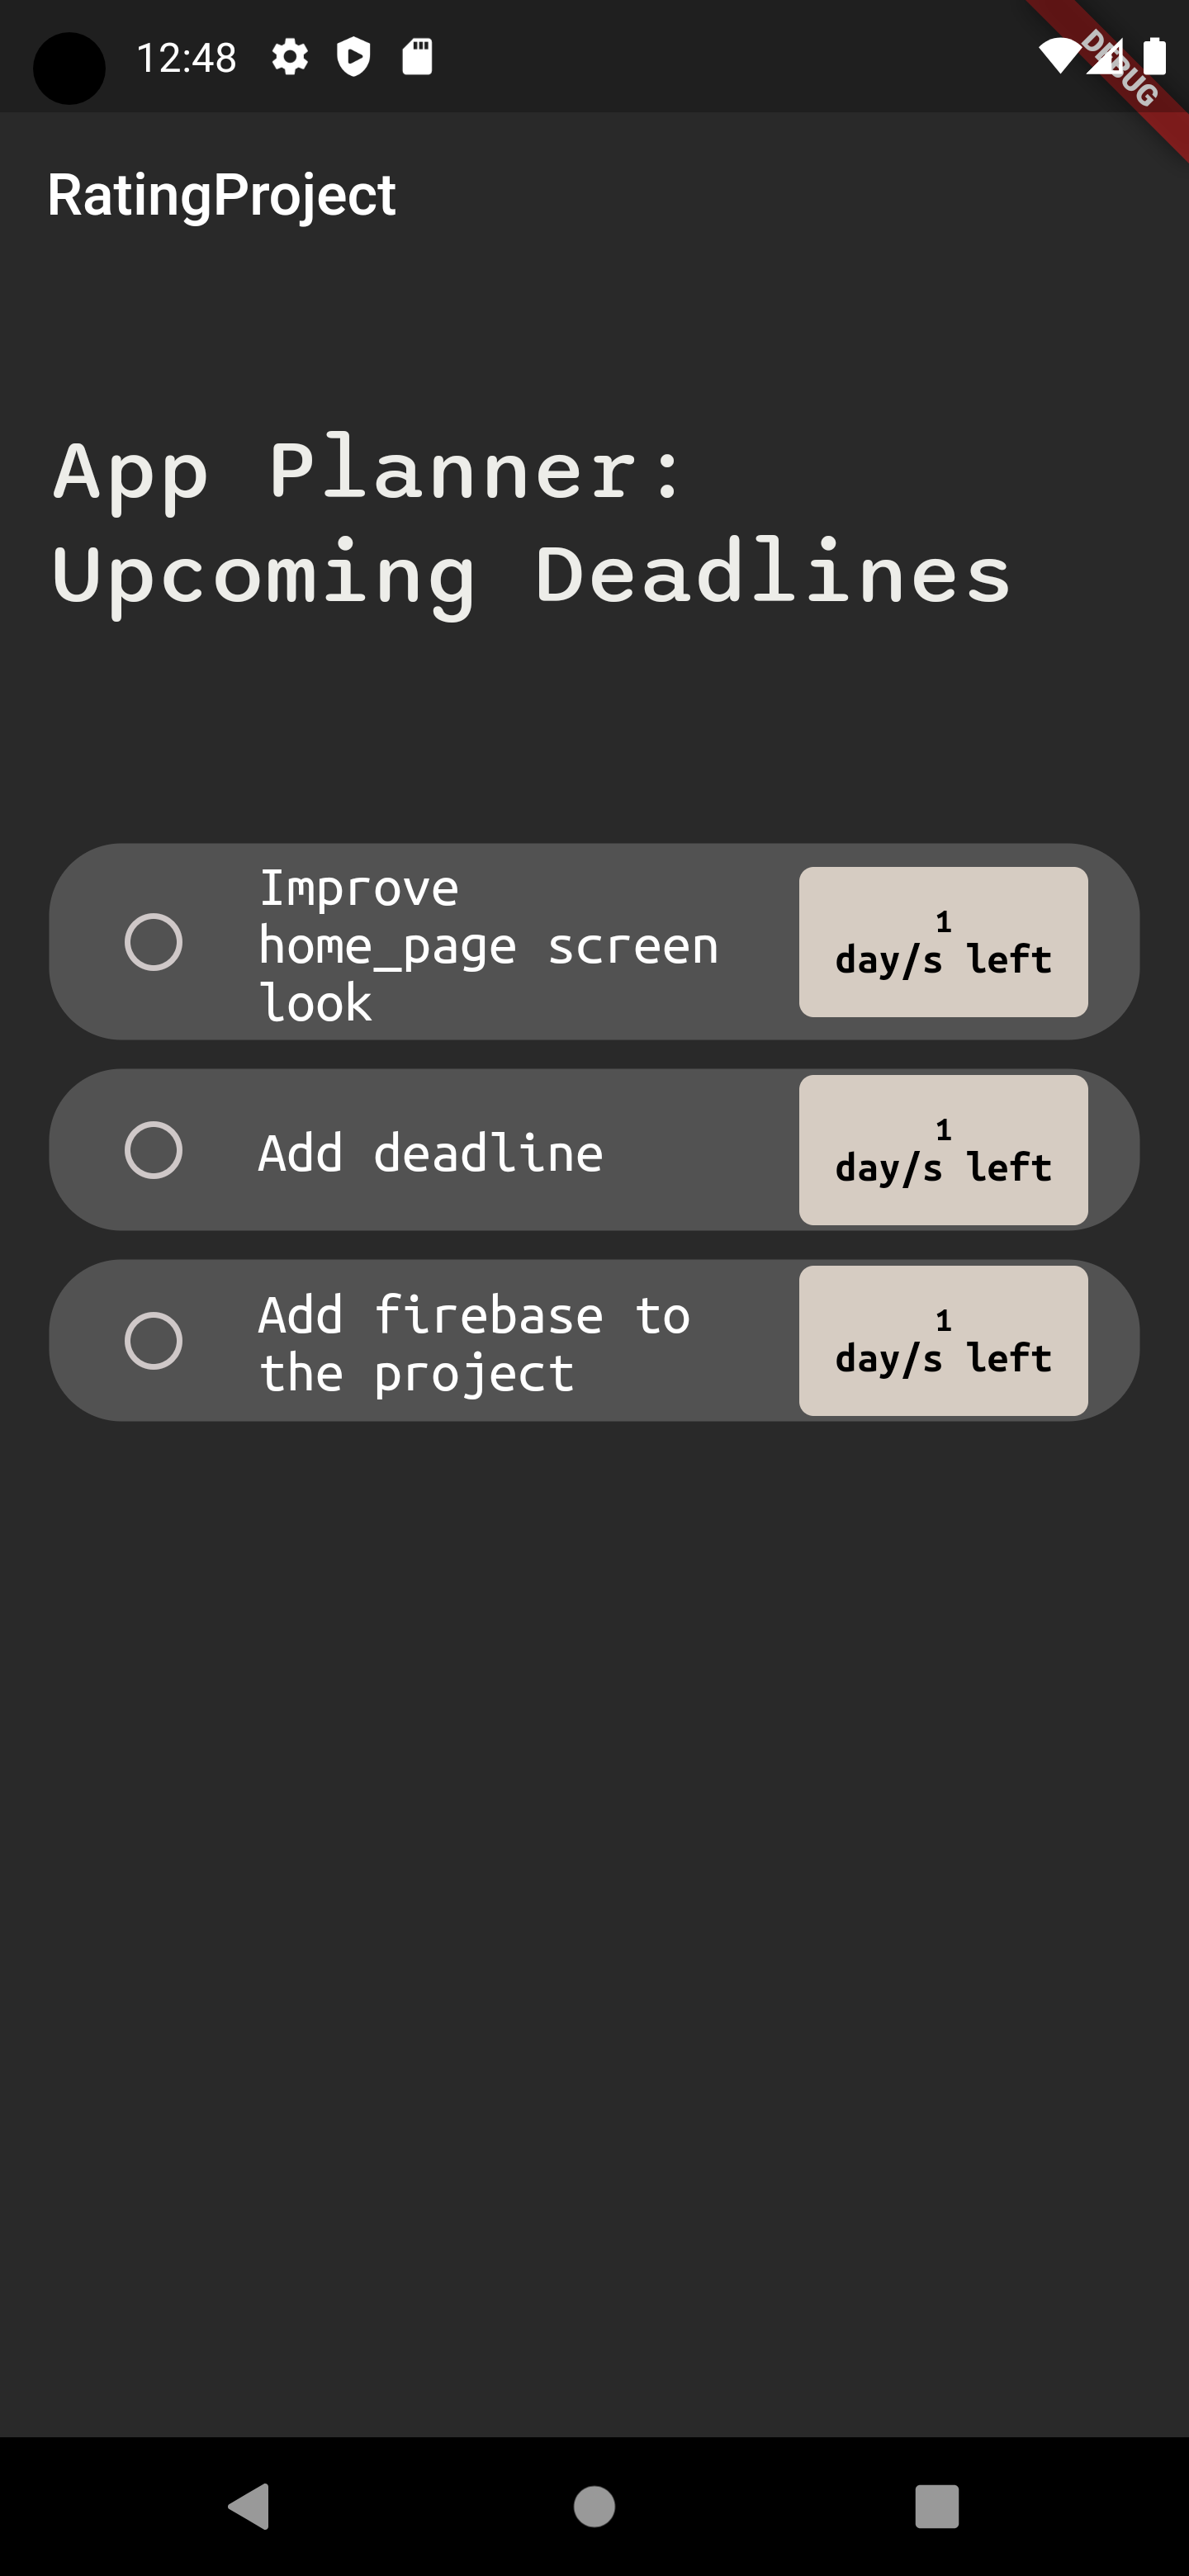 12:48
DEBUG
RatingProject
App Planner:
Upcoming Deadlines
Improve
home_page screen
look
1
day/s left
Add deadline
1
day/s left
Add firebase to
the project
1
day/s left